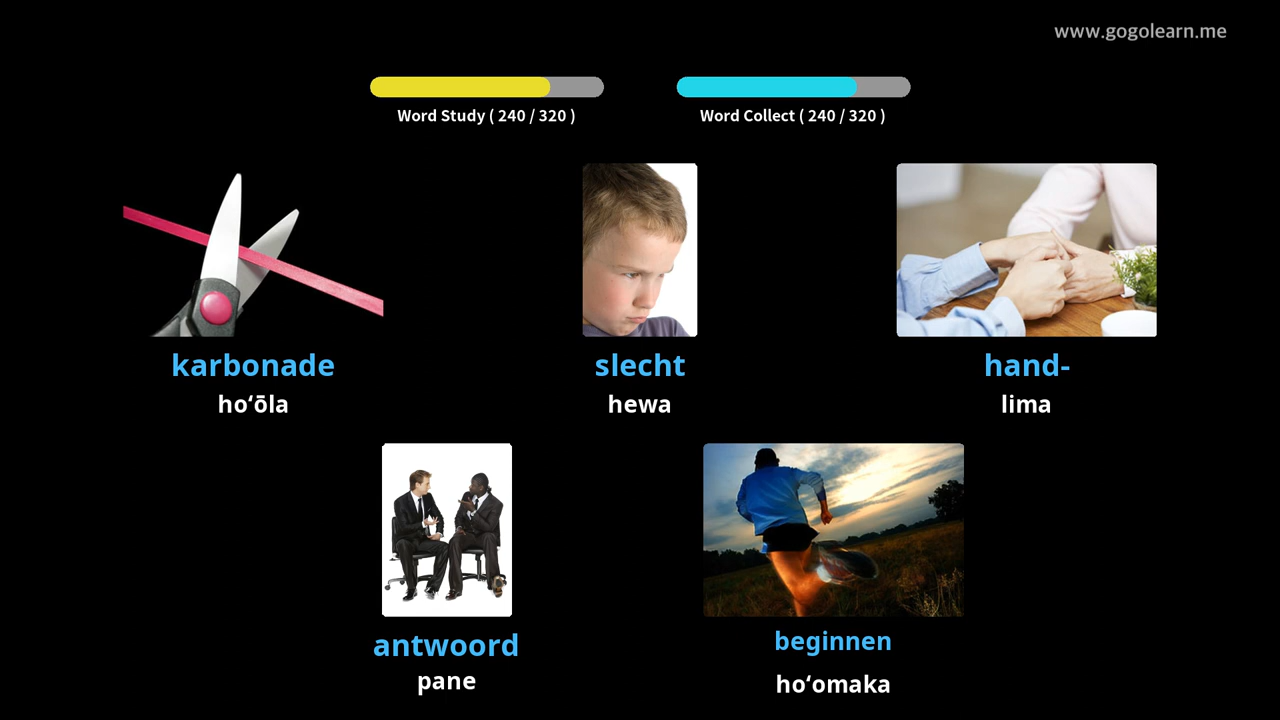 www.gogolearn.me
Word Study ( 240 / 320 )
Word Collect ( 240 / 320 )
karbonade
hoʻōla
slecht
hewa
hand-
lima
antwoord
pane
beginnen
hoʻomaka